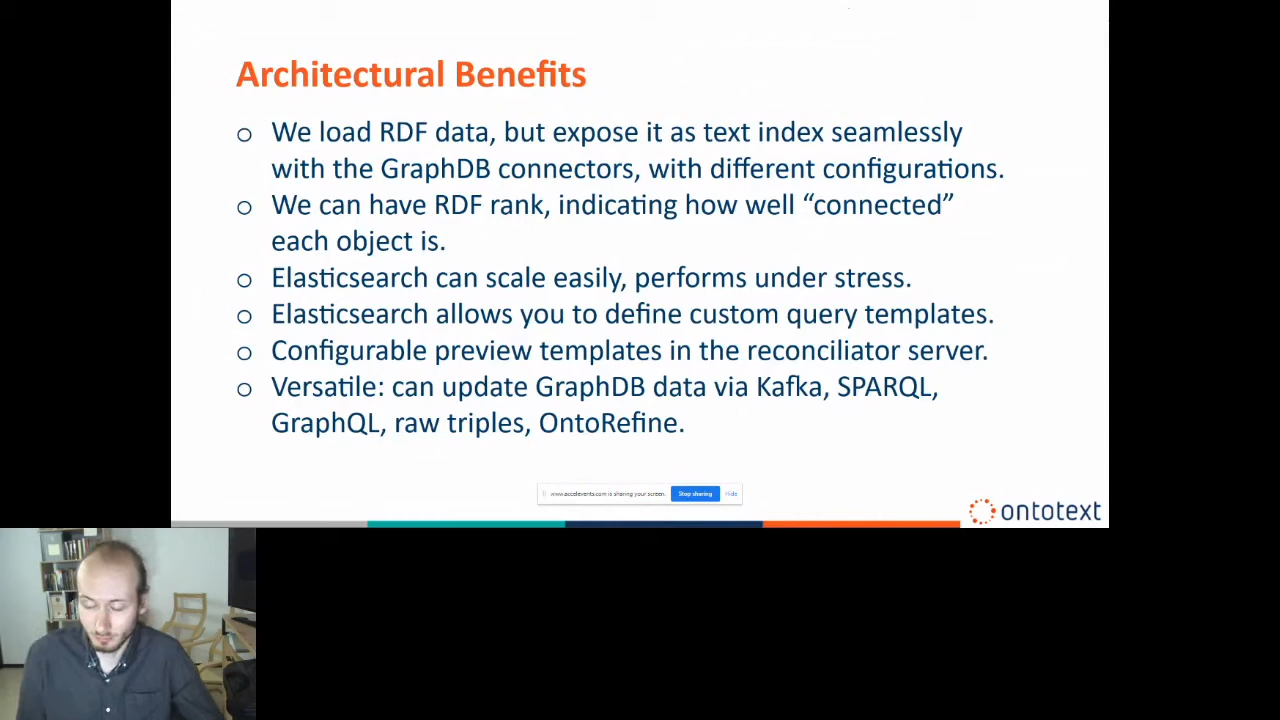 Architectural Benefits
○ We load RDF data, but expose it as text index seamlessly
with the GraphDB connectors, with different configurations.
○ We can have RDF rank, indicating how well “connected”
each object is.
○ Elasticsearch can scale easily, performs under stress.
○ Elasticsearch allows you to define custom query templates.
○ Configurable preview templates in the reconciliator server.
○ Versatile: can update GraphDB data via Kafka, SPARQL,
GraphQL, raw triples, OntoRefine.
www.accelevents.com is sharing your screen. Stop sharing Hide
ontotext